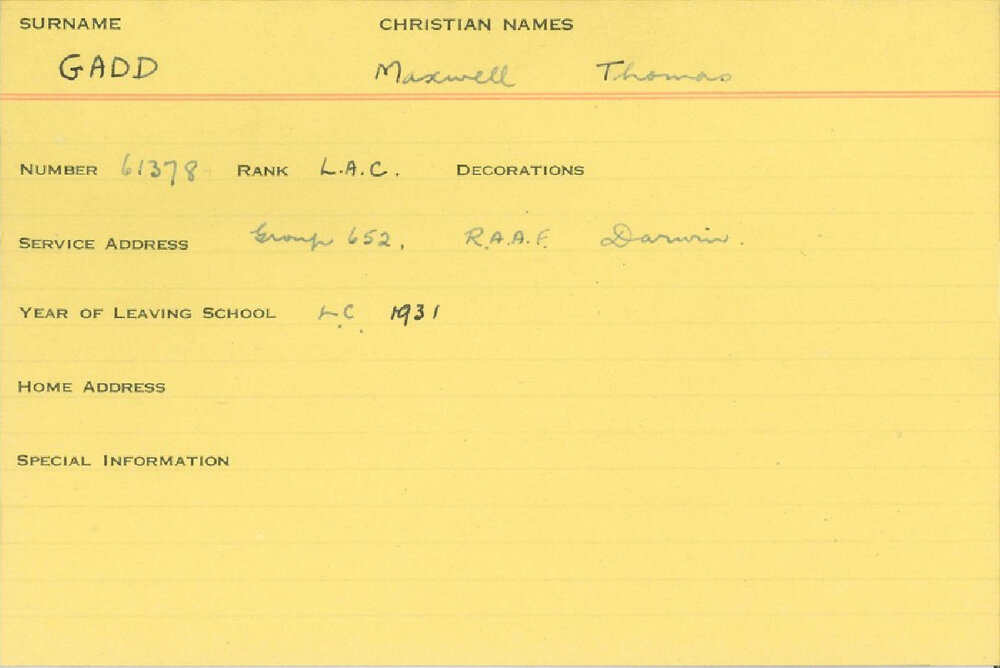 SURNAME CHRISTIAN NAMES
GADD Maxwell Thomas
NUMBER 61378 RANK L.A.C. DECORATIONS
SERVICE ADDRESS Group 652, R.A.A.F. Darwin.
YEAR OF LEAVING SCHOOL L.C. 1931
HOME ADDRESS
SPECIAL INFORMATION